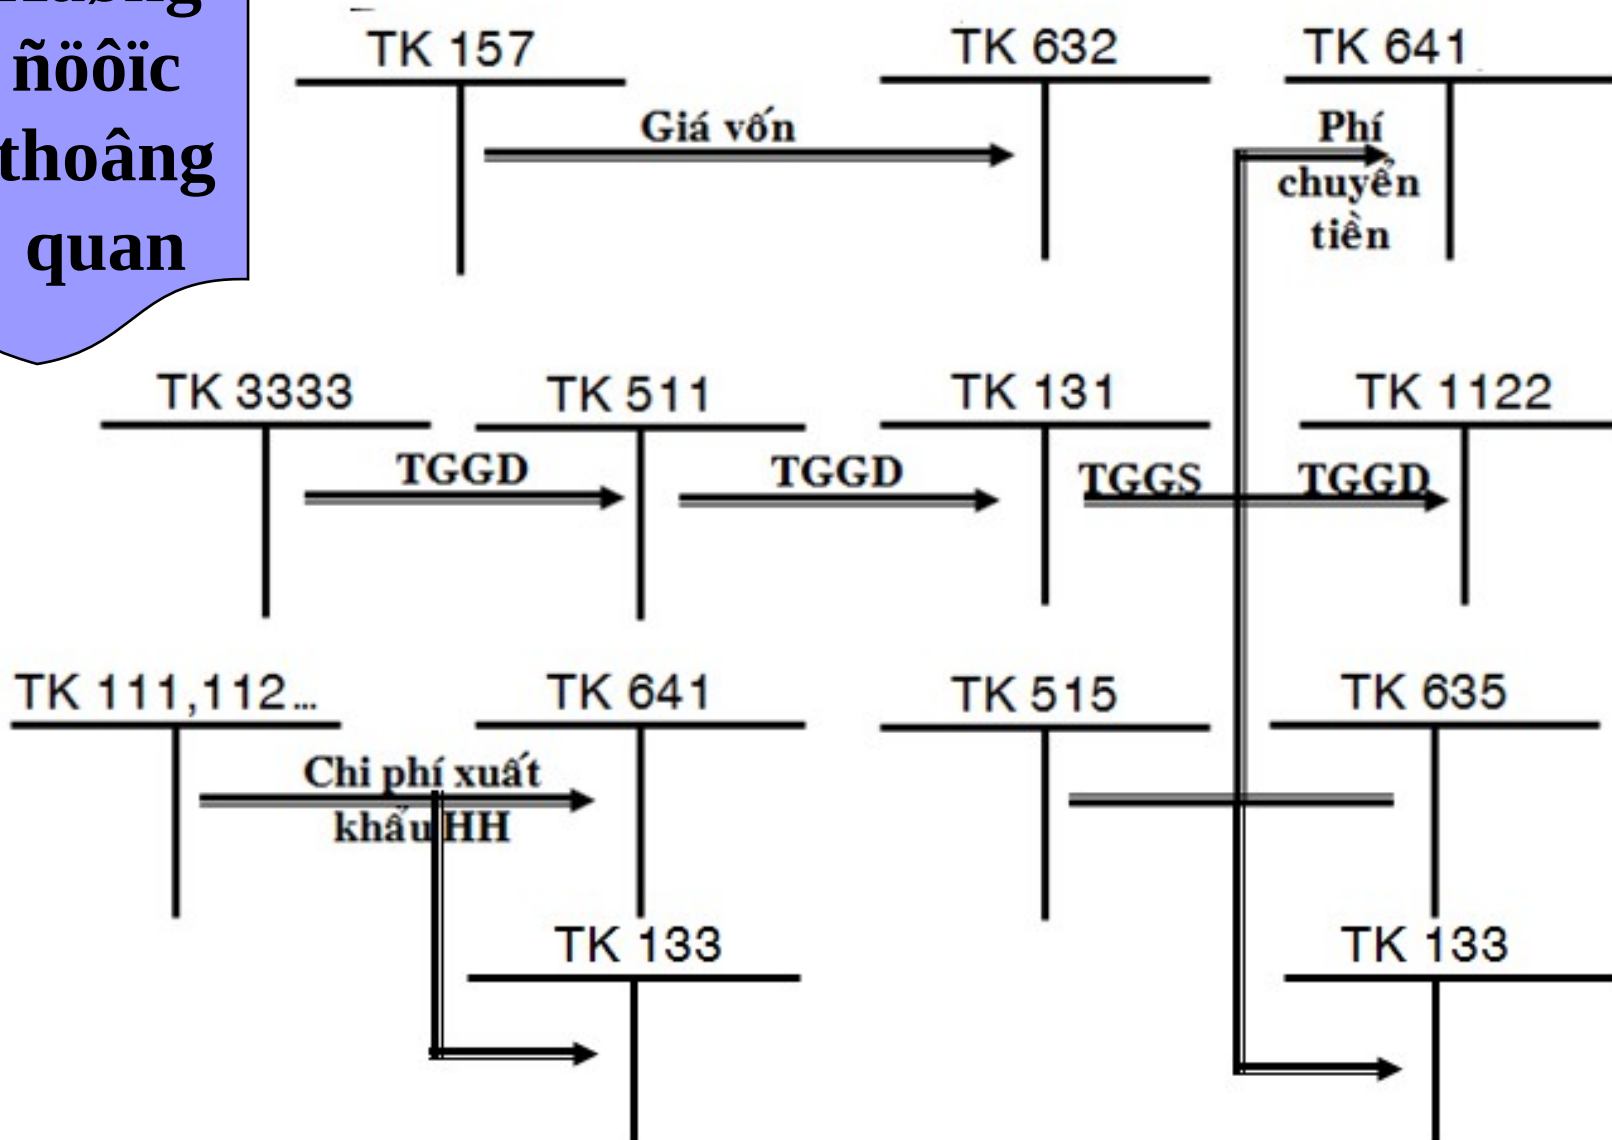 ñöôïc
thoâng
quan
TK 157
TK 632
TK 641
Giá vốn
Phí
chuyển
tiền
TK 3333
TK 511
TK 131
TK 1122
TGGD
TGGD
TGGS
TGGD
TK 111,112...
TK 641
TK 515
TK 635
Chi phí xuất
khẩu HH
TK 133
TK 133